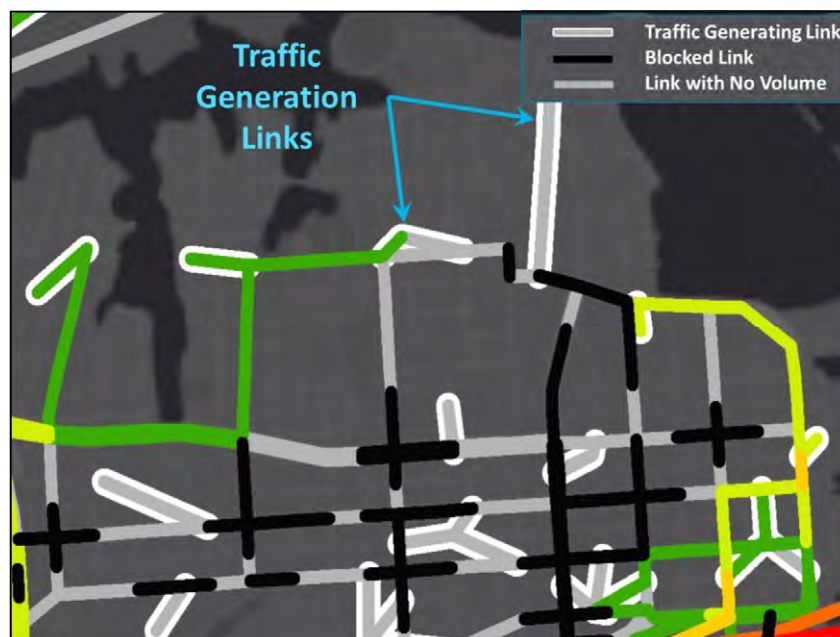 Traffic
Generation
Links
Traffic Generating Link
Blocked Link
Link with No Volume